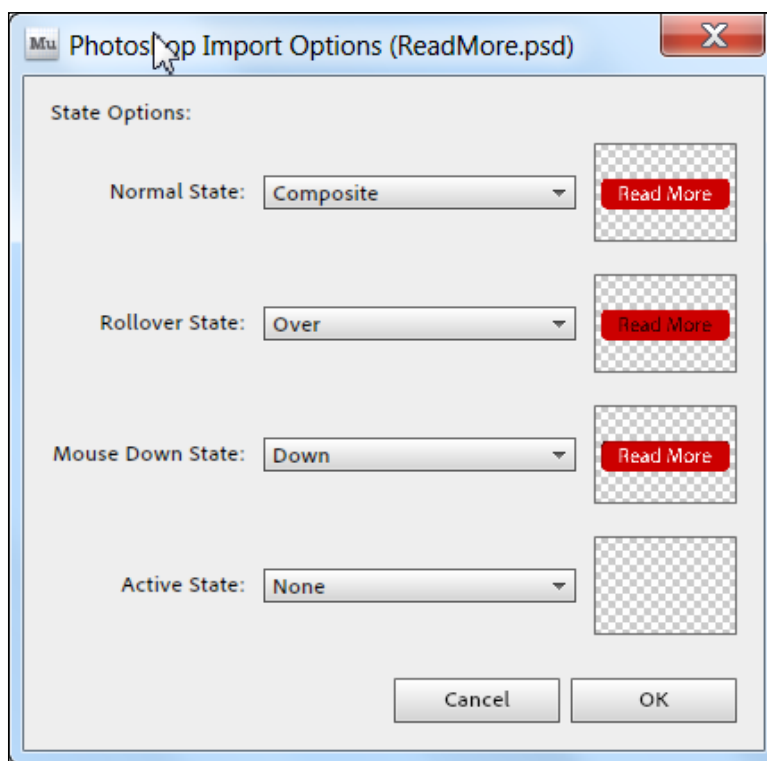 Mu Photoshop Import Options (ReadMore.psd) X
State Options:
Normal State: Composite Read More
Rollover State: Over Read More
Mouse Down State: Down Read More
Active State: None
Cancel OK